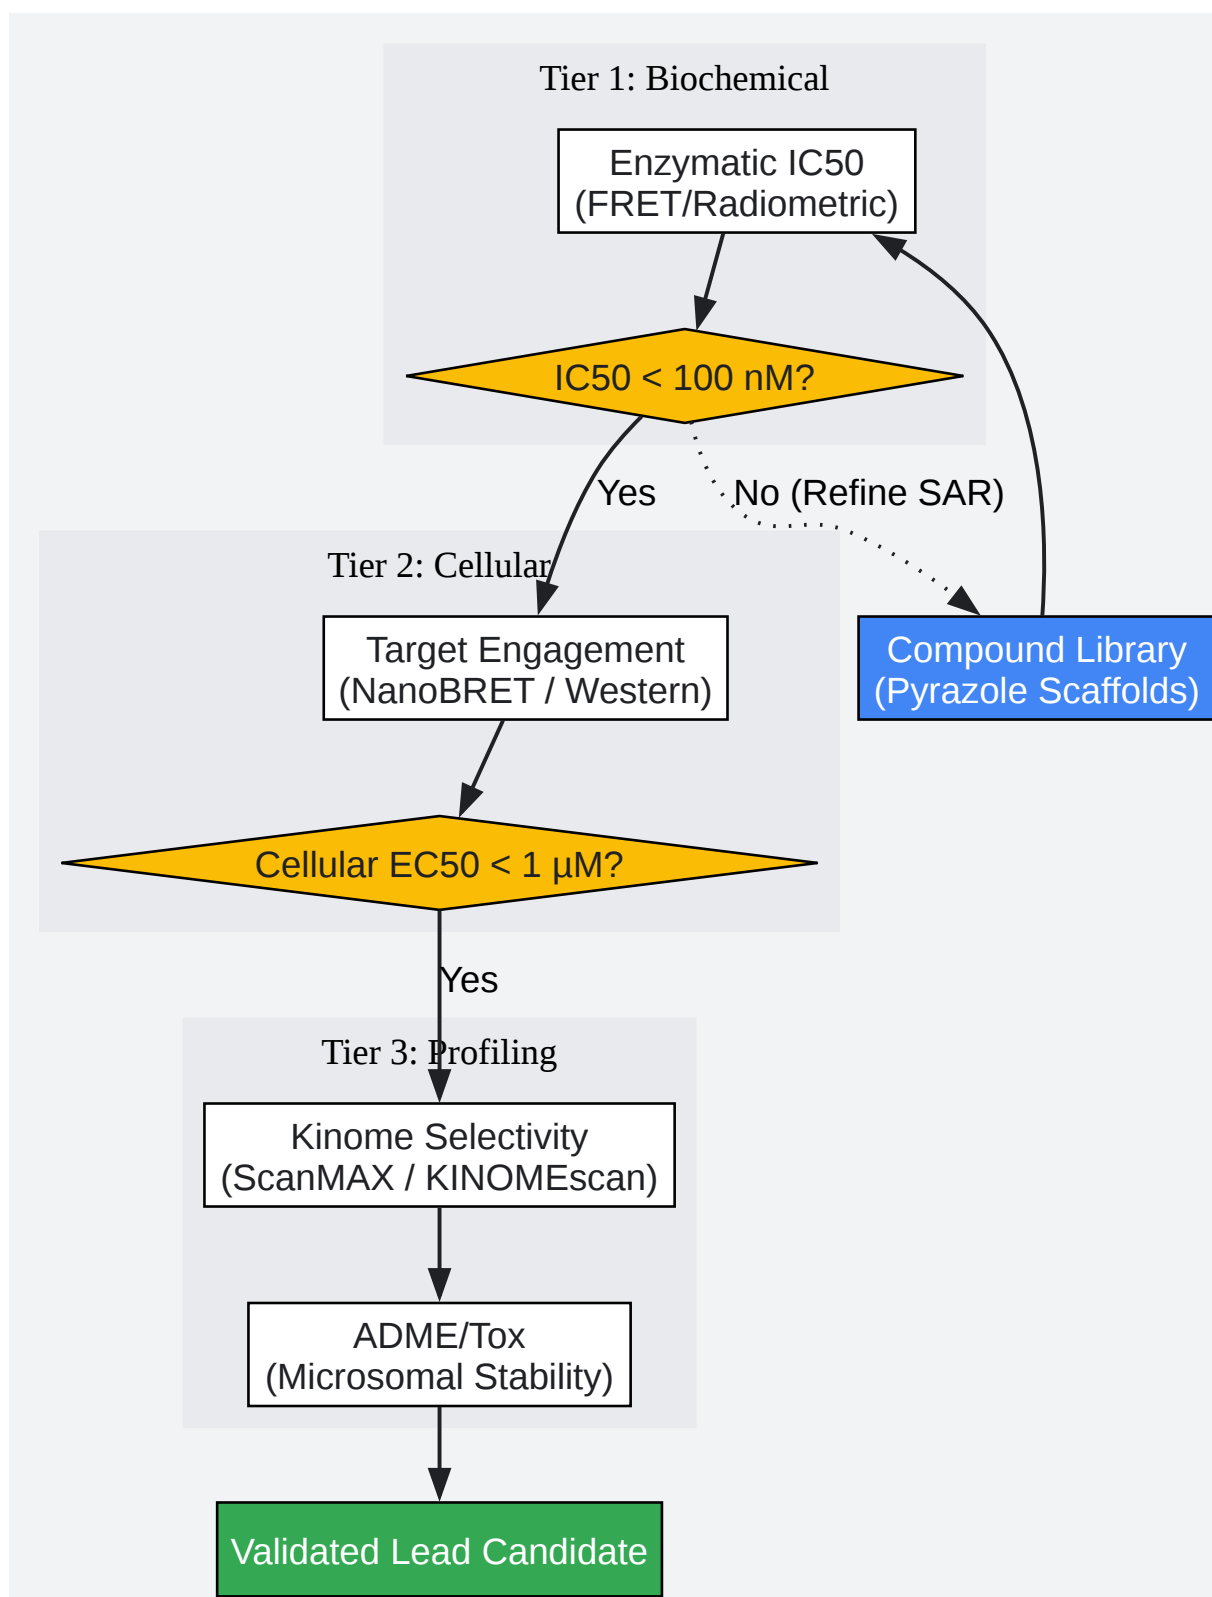 Tier 1: Biochemical
Enzymatic IC50
(FRET/Radiometric)
IC50 < 100 nM?
Yes
No (Refine SAR)
Tier 2: Cellular
Target Engagement
(NanoBRET / Western)
Compound Library
(Pyrazole Scaffolds)
Cellular EC50 < 1 µM?
Yes
Tier 3: Profiling
Kinome Selectivity
(ScanMAX / KINOMEscan)
ADME/Tox
(Microsomal Stability)
Validated Lead Candidate